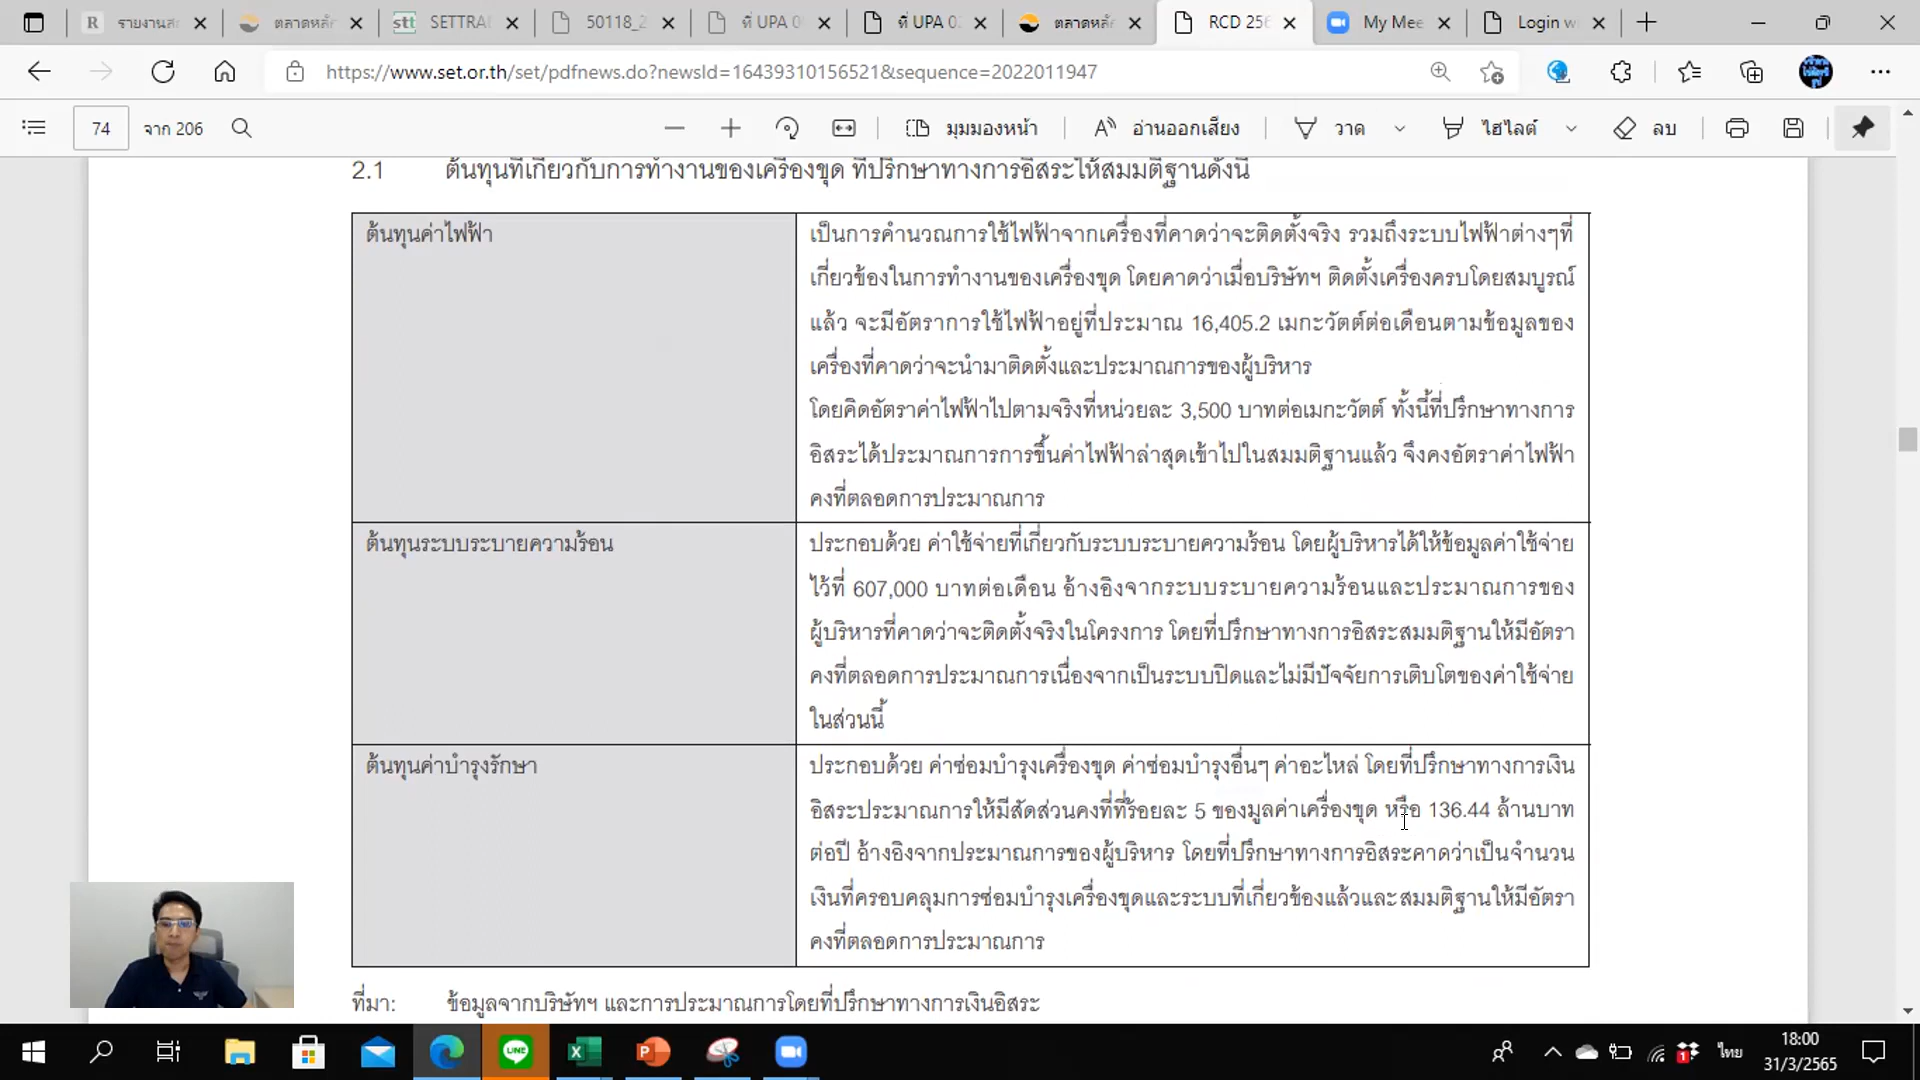 รายงานสถ
ตลาดหลัก
SETTRA
50118_2
ที่ UPA 0
ที่ UPA 02
ตลาดหลัก
RCD 256
My Mee
Login w
https://www.set.or.th/set/pdfnews.do?newsId=16439310156521&sequence=2022011947
74 จาก 206
มุมมองหน้า
อ่านออกเสียง
วาด
ไฮไลต์
ลบ
2.1 ต้นทุนที่เกี่ยวกับการทำงานของเครื่องขุด ที่ปรึกษาทางการอิสระให้สมมติฐานดังนี้
ต้นทุนค่าไฟฟ้า
เป็นการคำนวณการใช้ไฟฟ้าจากเครื่องที่คาดว่าจะติดตั้งจริง รวมถึงระบบไฟฟ้าต่างๆที่
เกี่ยวข้องในการทำงานของเครื่องขุด โดยคาดว่าเมื่อบริษัทฯ ติดตั้งเครื่องครบโดยสมบูรณ์
แล้ว จะมีอัตราการใช้ไฟฟ้าอยู่ที่ประมาณ 16,405.2 เมกะวัตต์ต่อเดือนตามข้อมูลของ
เครื่องที่คาดว่าจะนำมาติดตั้งและประมาณการของผู้บริหาร
โดยคิดอัตราค่าไฟฟ้าไปตามจริงที่หน่วยละ 3,500 บาทต่อเมกะวัตต์ ทั้งนี้ที่ปรึกษาทางการ
อิสระได้ประมาณการการขึ้นค่าไฟฟ้าล่าสุดเข้าไปในสมมติฐานแล้ว จึงคงอัตราค่าไฟฟ้า
คงที่ตลอดการประมาณการ
ต้นทุนระบบระบายความร้อน
ประกอบด้วย ค่าใช้จ่ายที่เกี่ยวกับระบบระบายความร้อน โดยผู้บริหารได้ให้ข้อมูลค่าใช้จ่าย
ไว้ที่ 607,000 บาทต่อเดือน อ้างอิงจากระบบระบายความร้อนและประมาณการของ
ผู้บริหารที่คาดว่าจะติดตั้งจริงในโครงการ โดยที่ปรึกษาทางการอิสระสมมติฐานให้มีอัตรา
คงที่ตลอดการประมาณการเนื่องจากเป็นระบบปิดและไม่มีปัจจัยการเติบโตของค่าใช้จ่าย
ในส่วนนี้
ต้นทุนค่าบำรุงรักษา
ประกอบด้วย ค่าซ่อมบำรุงเครื่องขุด ค่าซ่อมบำรุงอื่นๆ ค่าอะไหล่ โดยที่ปรึกษาทางการเงิน
อิสระประมาณการให้มีสัดส่วนคงที่ที่ร้อยละ 5 ของมูลค่าเครื่องขุด หรือ 136.44 ล้านบาท
ต่อปี อ้างอิงจากประมาณการของผู้บริหาร โดยที่ปรึกษาทางการอิสระคาดว่าเป็นจำนวน
เงินที่ครอบคลุมการซ่อมบำรุงเครื่องขุดและระบบที่เกี่ยวข้องแล้วและสมมติฐานให้มีอัตรา
คงที่ตลอดการประมาณการ
ที่มา: ข้อมูลจากบริษัทฯ และการประมาณการโดยที่ปรึกษาทางการเงินอิสระ
LINE
ไทย
18:00
31/3/2565